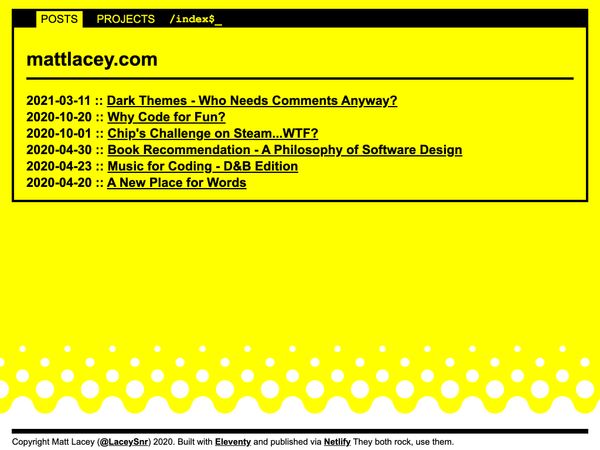 POSTS PROJECTS /index$_
mattlacey.com
2021-03-11 :: Dark Themes - Who Needs Comments Anyway?
2020-10-20 :: Why Code for Fun?
2020-10-01 :: Chip's Challenge on Steam...WTF?
2020-04-30 :: Book Recommendation - A Philosophy of Software Design
2020-04-23 :: Music for Coding - D&B Edition
2020-04-20 :: A New Place for Words
Copyright Matt Lacey (@LaceySnr) 2020. Built with Eleventy and published via Netlify They both rock, use them.